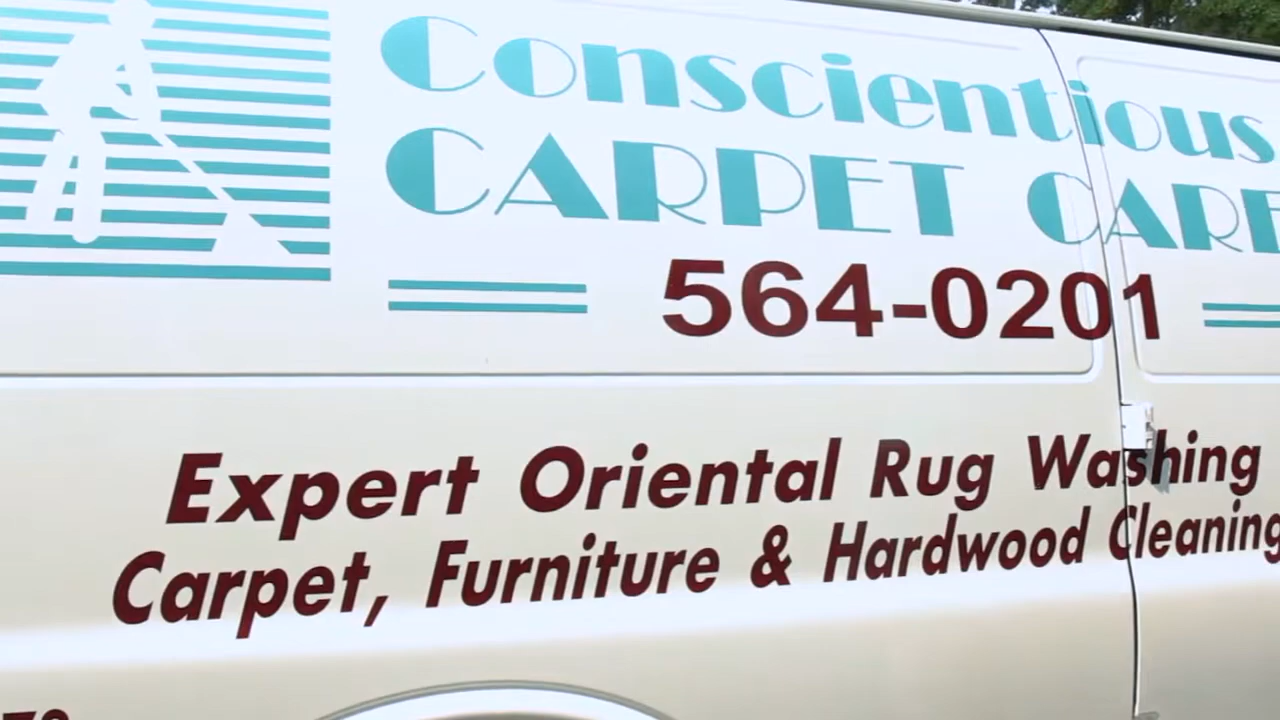 Conscientious
CARPET CARE
564-0201
Expert Oriental Rug Washing
Carpet, Furniture & Hardwood Cleaning